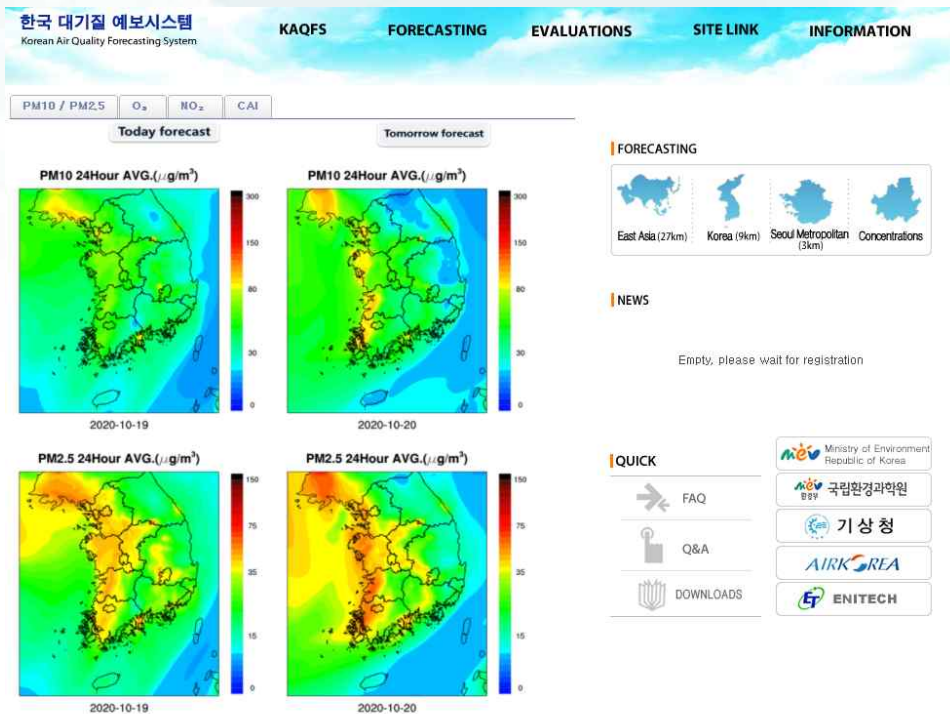 한국 대기질 예보시스템
Korean Air Quality Forecasting System
KAQFS
FORECASTING
EVALUATIONS
SITE LINK
INFORMATION
PM10 / PM2.5
O₃
NO₂
CAI
Today forecast
Tomorrow forecast
PM10 24Hour AVG.(㎍/m³)
300
150
80
30
0
2020-10-19
PM10 24Hour AVG.(㎍/m³)
300
150
80
30
0
2020-10-20
PM2.5 24Hour AVG.(㎍/m³)
150
75
35
15
0
2020-10-19
PM2.5 24Hour AVG.(㎍/m³)
150
75
35
15
0
2020-10-20
FORECASTING
East Asia (27km)
Korea (9km)
Seoul Metropolitan
(3km)
Concentrations
NEWS
Empty, please wait for registration
QUICK
FAQ
Q&A
DOWNLOADS
Ministry of Environment
Republic of Korea
환경부
국립환경과학원
기상청
AIRKOREA
ET ENITECH